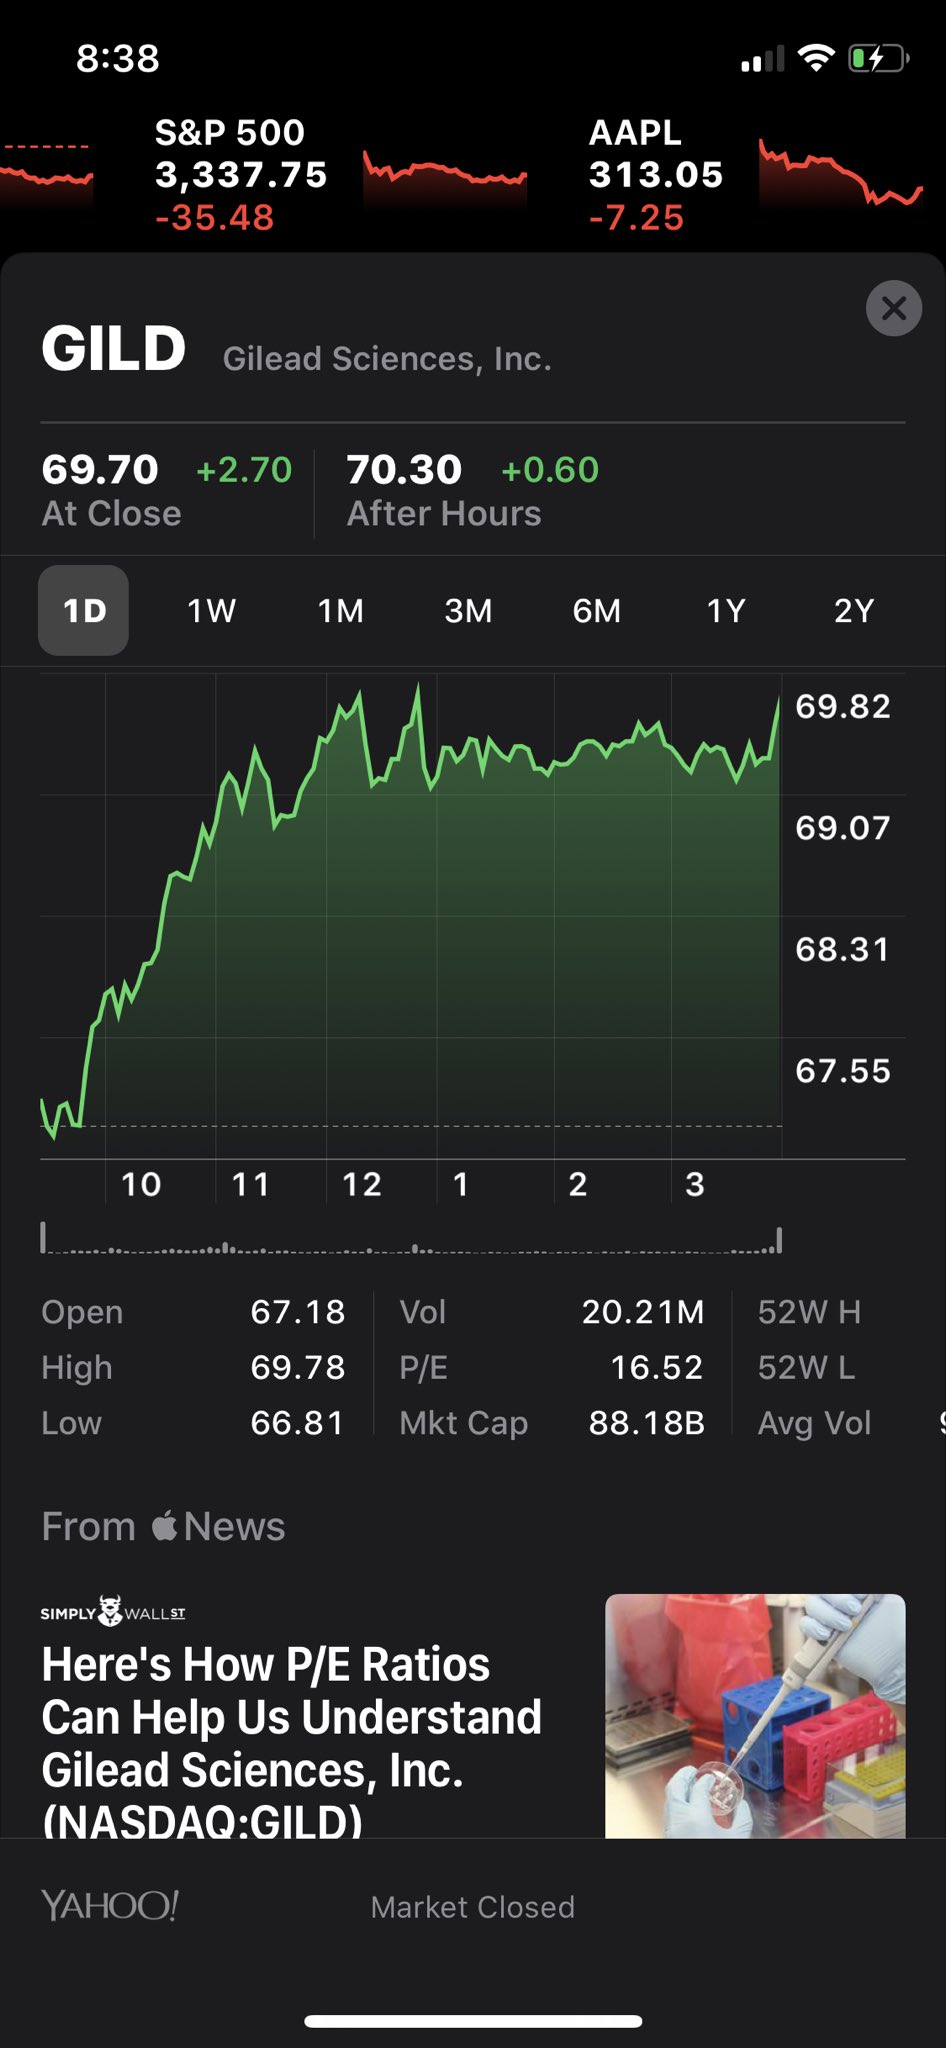 8:38
S&P 500
3,337.75
-35.48
AAPL
313.05
-7.25
GILD Gilead Sciences, Inc.
69.70 +2.70
At Close
70.30 +0.60
After Hours
1D 1W 1M 3M 6M 1Y 2Y
69.82
69.07
68.31
67.55
10 11 12 1 2 3
Open 67.18 Vol 20.21M 52W H
High 69.78 P/E 16.52 52W L
Low 66.81 Mkt Cap 88.18B Avg Vol
From News
SIMPLY WALL ST
Here's How P/E Ratios
Can Help Us Understand
Gilead Sciences, Inc.
(NASDAQ:GILD)
YAHOO! Market Closed